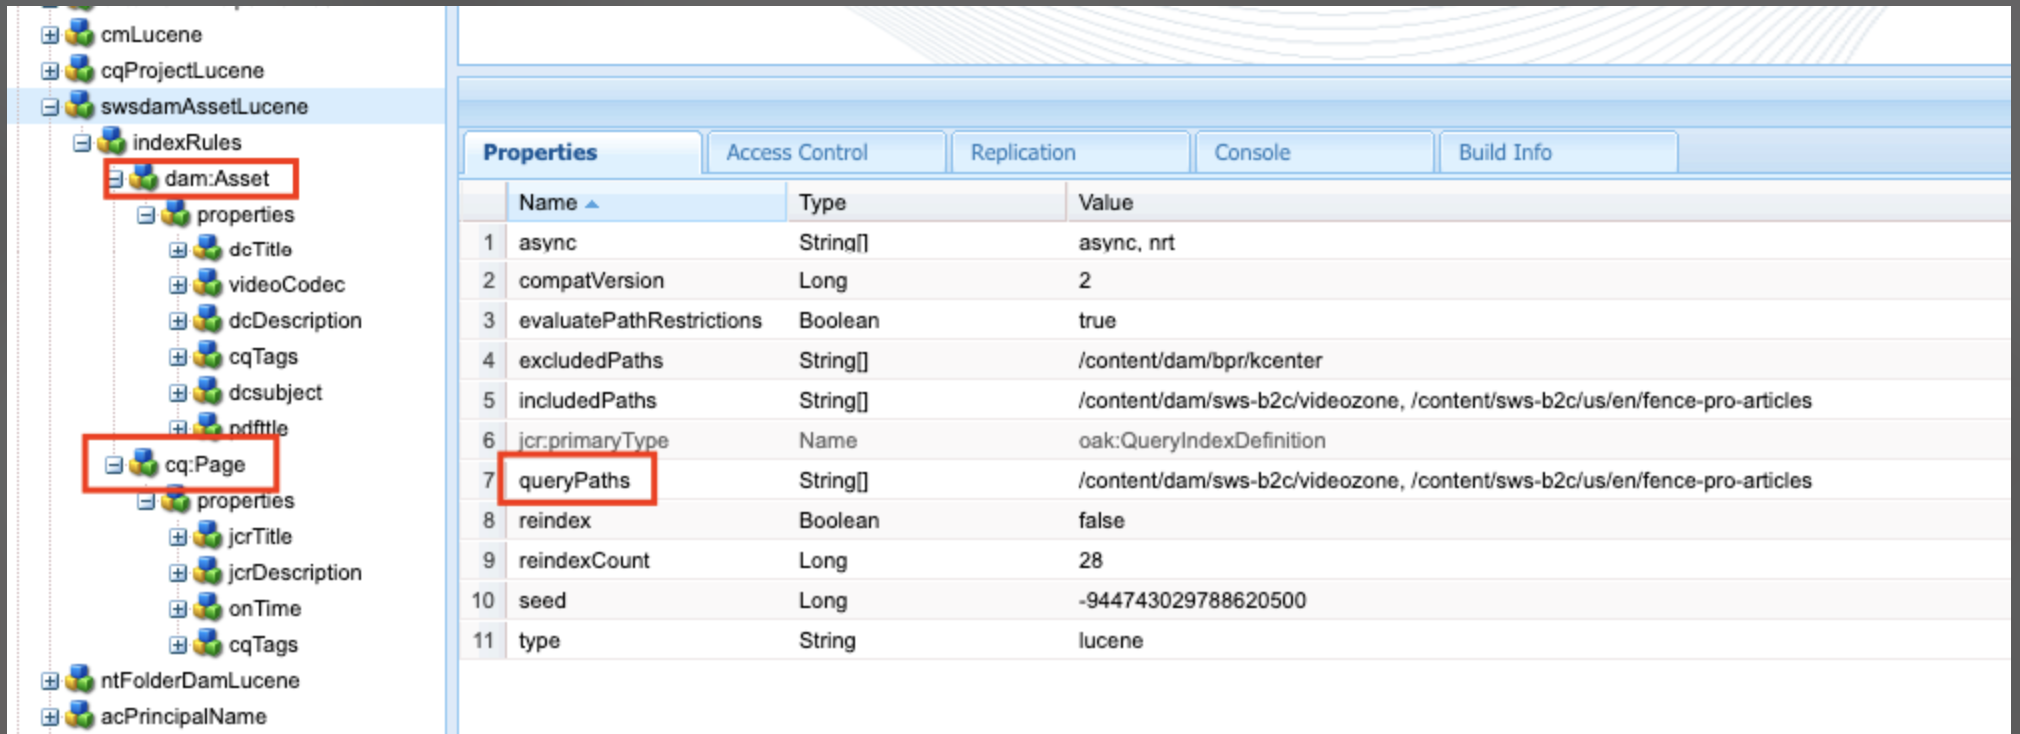 cmLucene
cqProjectLucene
swsdamAssetLucene
indexRules
dam:Asset
properties
dcTitle
videoCodec
dcDescription
cqTags
dcsubject
pdfttle
cq:Page
properties
jcrTitle
jcrDescription
onTime
cqTags
ntFolderDamLucene
acPrincipalName
Properties Access Control Replication Console Build Info
Name Type Value
1 async String[] async, nrt
2 compatVersion Long 2
3 evaluatePathRestrictions Boolean true
4 excludedPaths String[] /content/dam/bpr/kcenter
5 includedPaths String[] /content/dam/sws-b2c/videozone, /content/sws-b2c/us/en/fence-pro-articles
6 jcr:primaryType Name oak:QueryIndexDefinition
7 queryPaths String[] /content/dam/sws-b2c/videozone, /content/sws-b2c/us/en/fence-pro-articles
8 reindex Boolean false
9 reindexCount Long 28
10 seed Long -944743029788620500
11 type String lucene